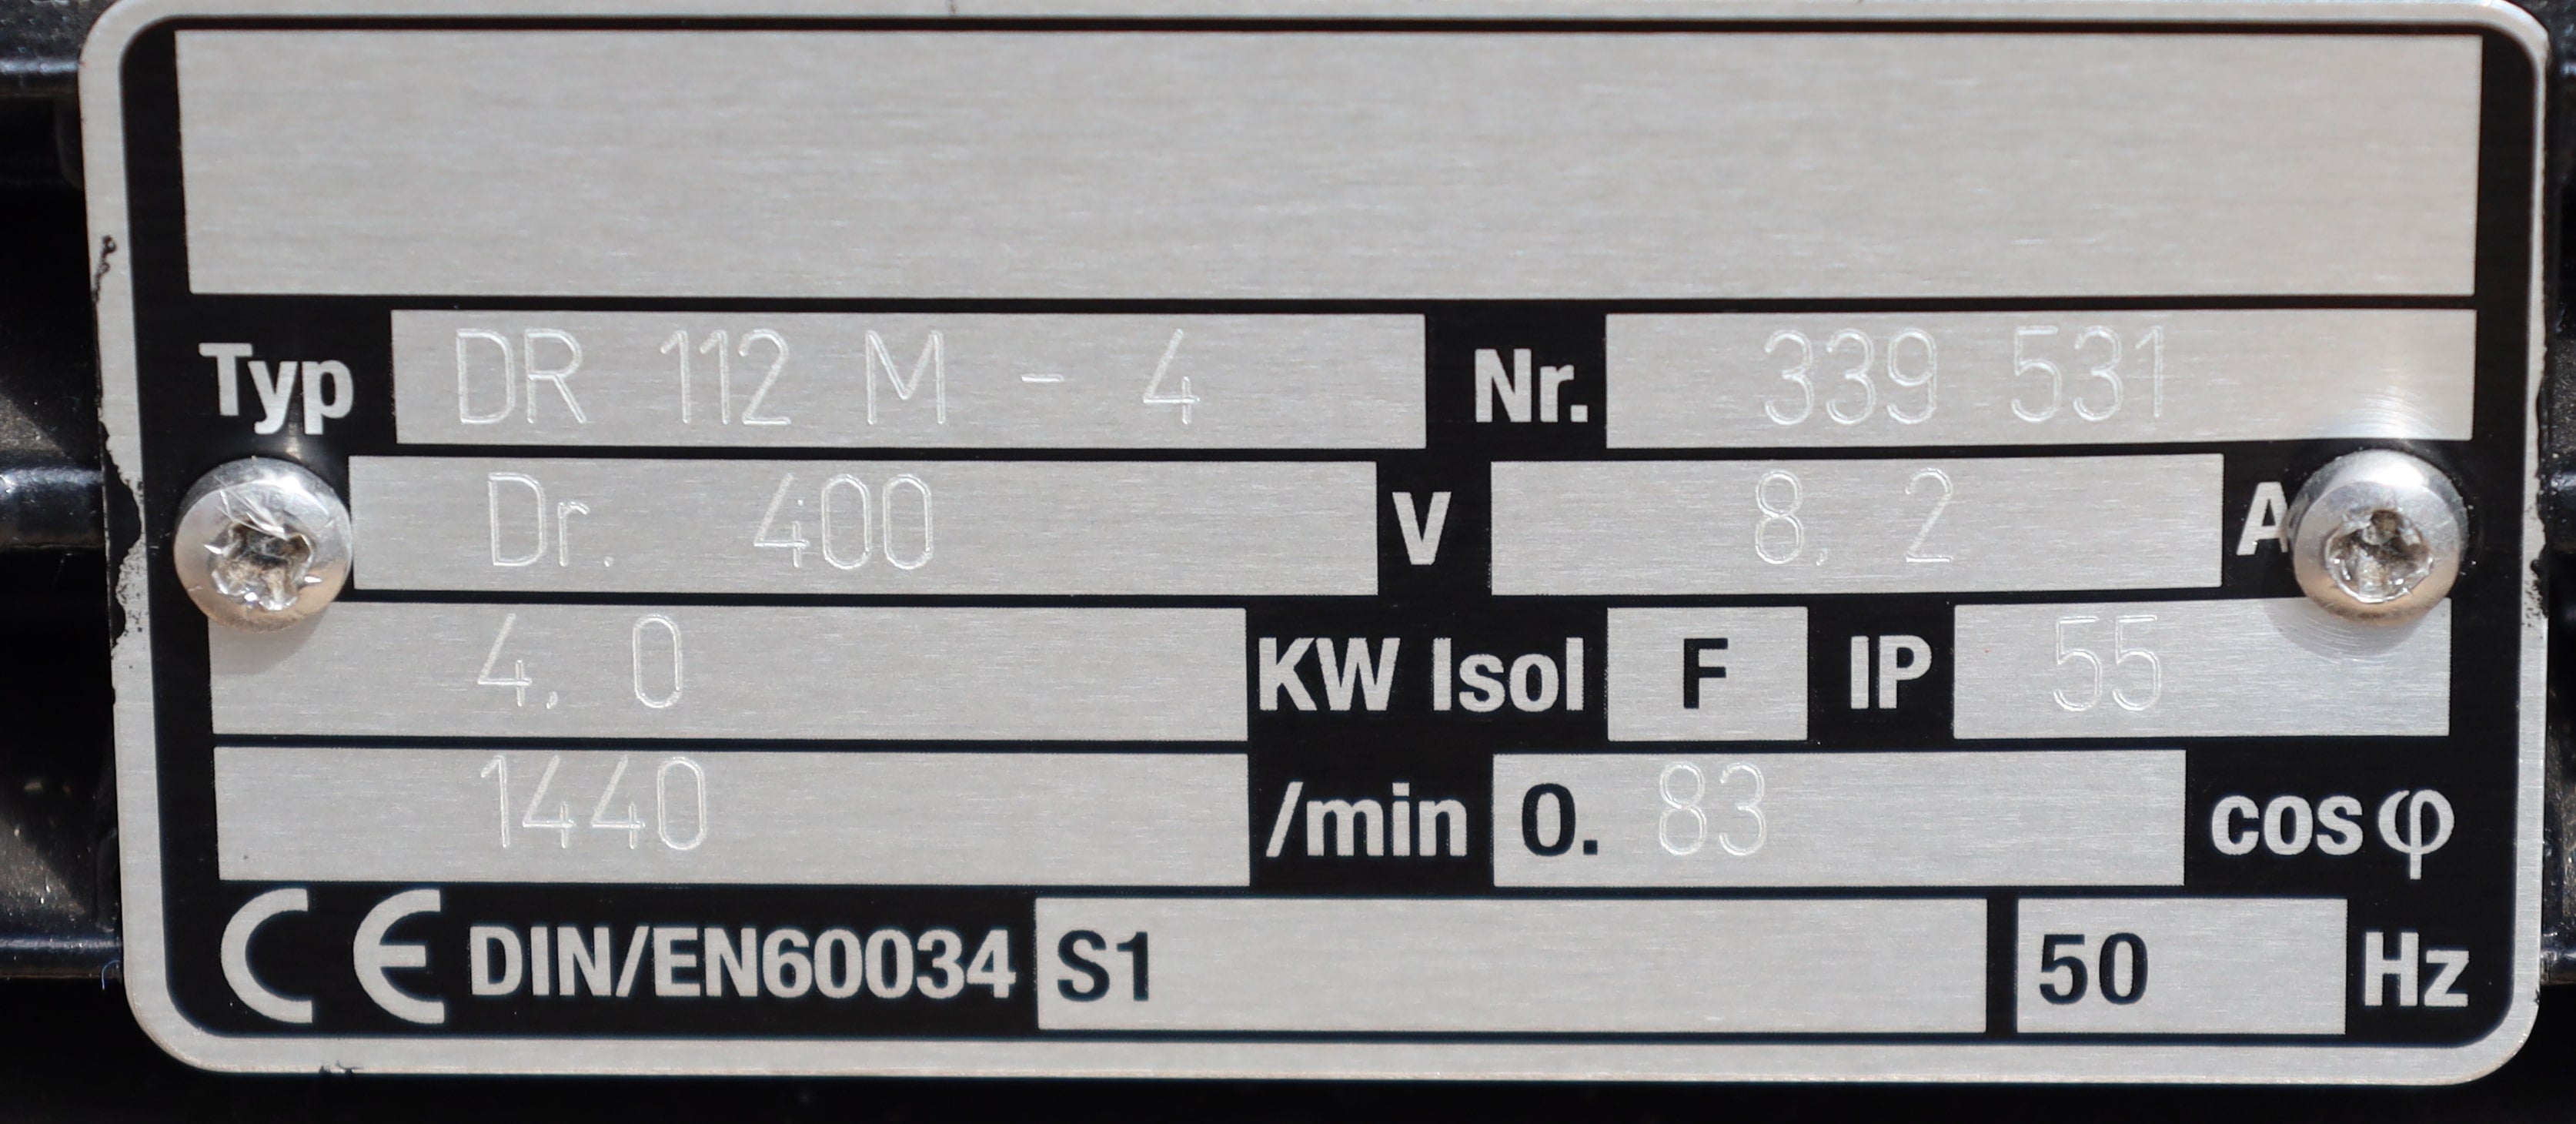 Typ DR 112 M - 4 Nr. 339 531
Dr. 400 V 8, 2 A
4, 0 KW Isol F IP 55
1440 /min 0. 83 cos φ
CE DIN/EN60034 S1 50 Hz